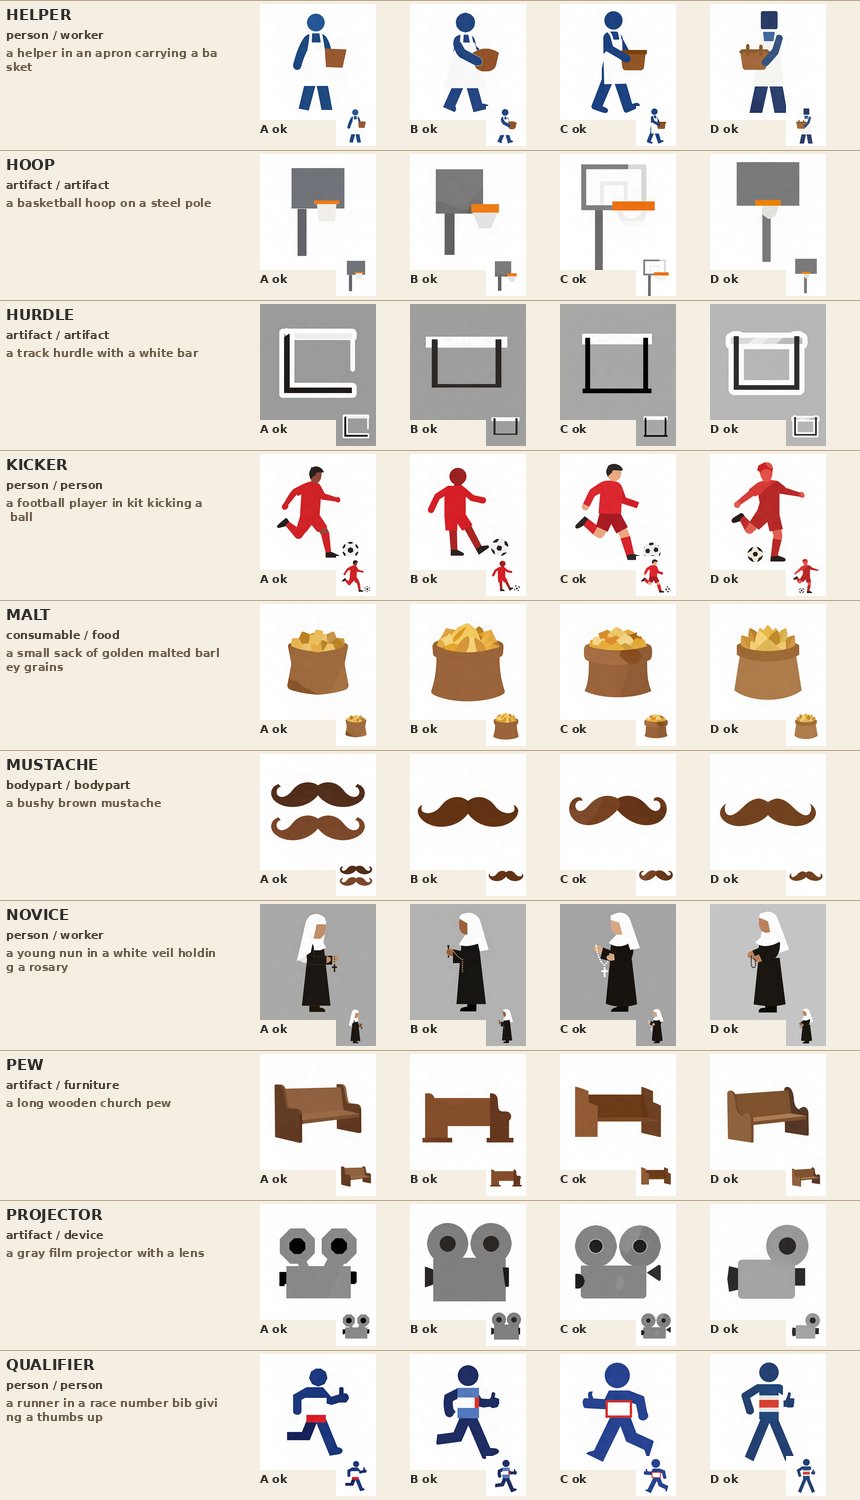 HELPER
person / worker
a helper in an apron carrying a ba
sket
A ok
B ok
C ok
D ok
HOOP
artifact / artifact
a basketball hoop on a steel pole
A ok
B ok
C ok
D ok
HURDLE
artifact / artifact
a track hurdle with a white bar
A ok
B ok
C ok
D ok
KICKER
person / person
a football player in kit kicking a
ball
A ok
B ok
C ok
D ok
MALT
consumable / food
a small sack of golden malted barl
ey grains
A ok
B ok
C ok
D ok
MUSTACHE
bodypart / bodypart
a bushy brown mustache
A ok
B ok
C ok
D ok
NOVICE
person / worker
a young nun in a white veil holdin
g a rosary
A ok
B ok
C ok
D ok
PEW
artifact / furniture
a long wooden church pew
A ok
B ok
C ok
D ok
PROJECTOR
artifact / device
a gray film projector with a lens
A ok
B ok
C ok
D ok
QUALIFIER
person / person
a runner in a race number bib givi
ng a thumbs up
A ok
B ok
C ok
D ok